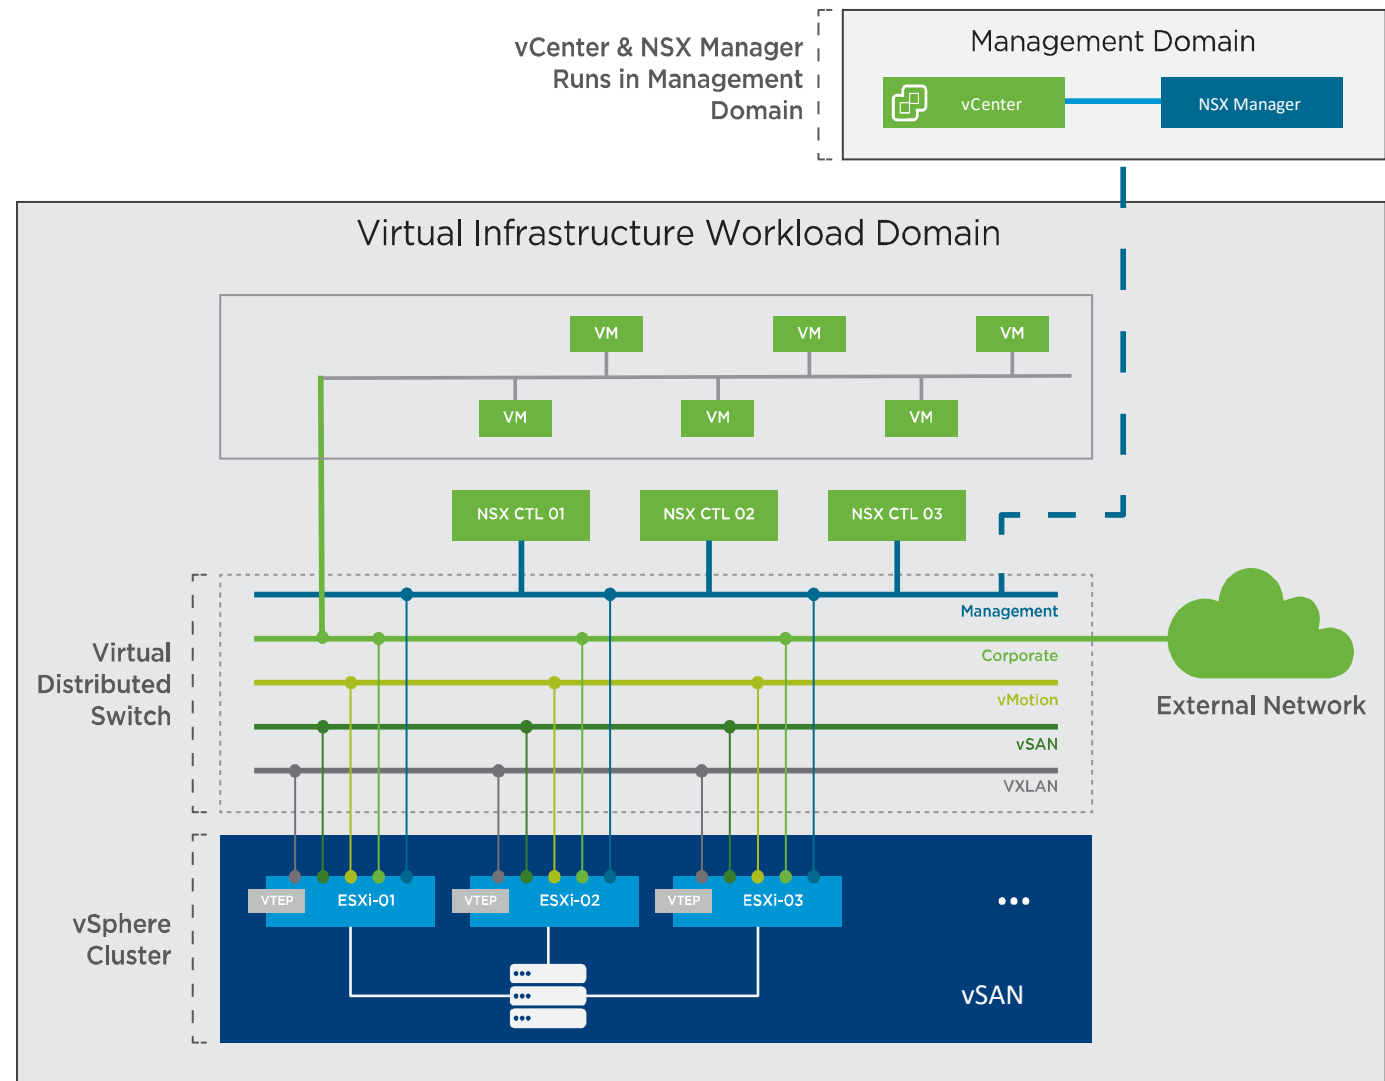 vCenter & NSX Manager
Runs in Management
Domain
Management Domain
vCenter
NSX Manager
Virtual Infrastructure Workload Domain
VM
VM
VM
VM
VM
VM
NSX CTL 01
NSX CTL 02
NSX CTL 03
Virtual
Distributed
Switch
Management
Corporate
vMotion
vSAN
VXLAN
External Network
vSphere
Cluster
VTEP
ESXi-01
VTEP
ESXi-02
VTEP
ESXi-03
...
vSAN